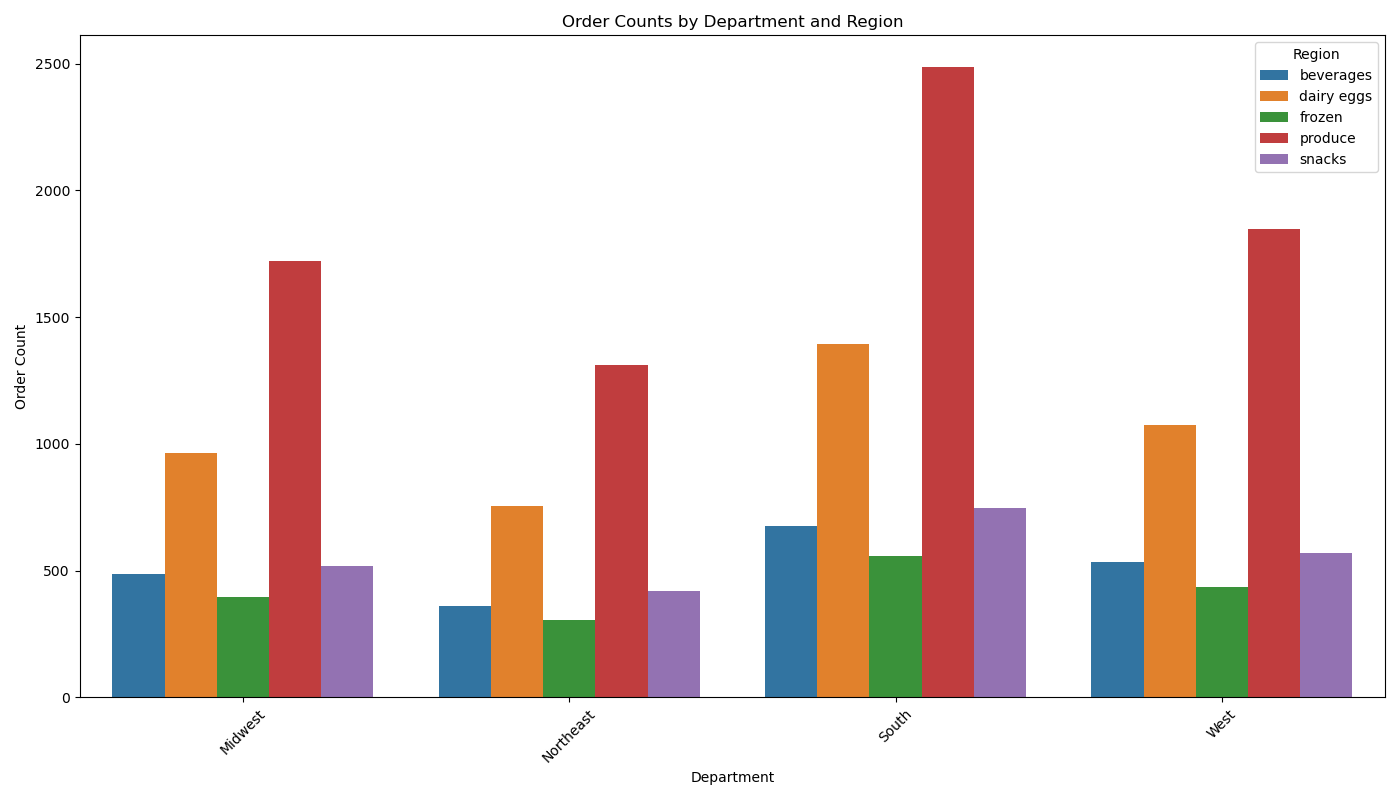 Order Counts by Department and Region
Region
beverages
dairy eggs
frozen
produce
snacks
Order Count
2500
2000
1500
1000
500
0
Midwest
Northeast
South
West
Department